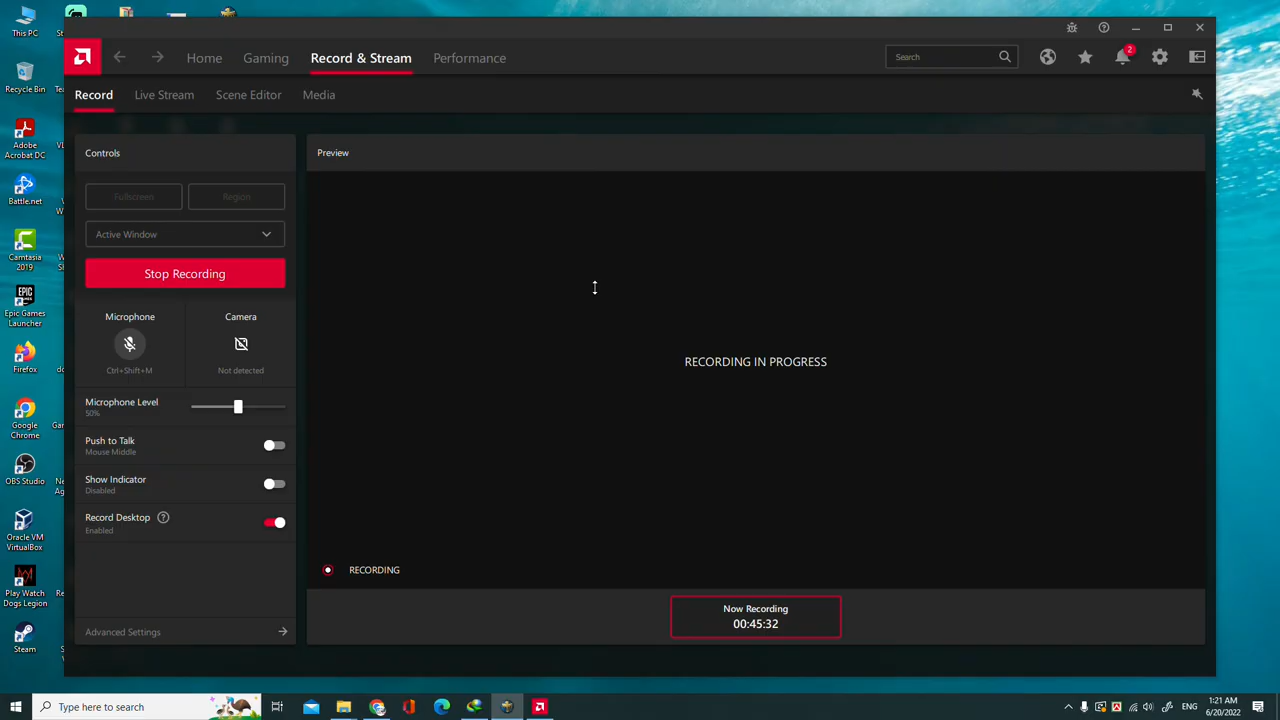 This PC
Recycle Bin
Adobe
Acrobat DC
Battle.net
Camtasia
2019
Epic Games
Launcher
Firefox
Google
Chrome
OBS Studio
Oracle VM
VirtualBox
Play Watch
Dogs Legion
Steam
Home
Gaming
Record & Stream
Performance
Search
2
Record
Live Stream
Scene Editor
Media
Controls
Fullscreen
Region
Active Window
Stop Recording
Microphone
Camera
Ctrl+Shift+M
Not detected
Microphone Level
50%
Push to Talk
Mouse Middle
Show Indicator
Disabled
Record Desktop
Enabled
Advanced Settings
Preview
RECORDING IN PROGRESS
RECORDING
Now Recording
00:45:32
Type here to search
ENG
1:21 AM
6/20/2022